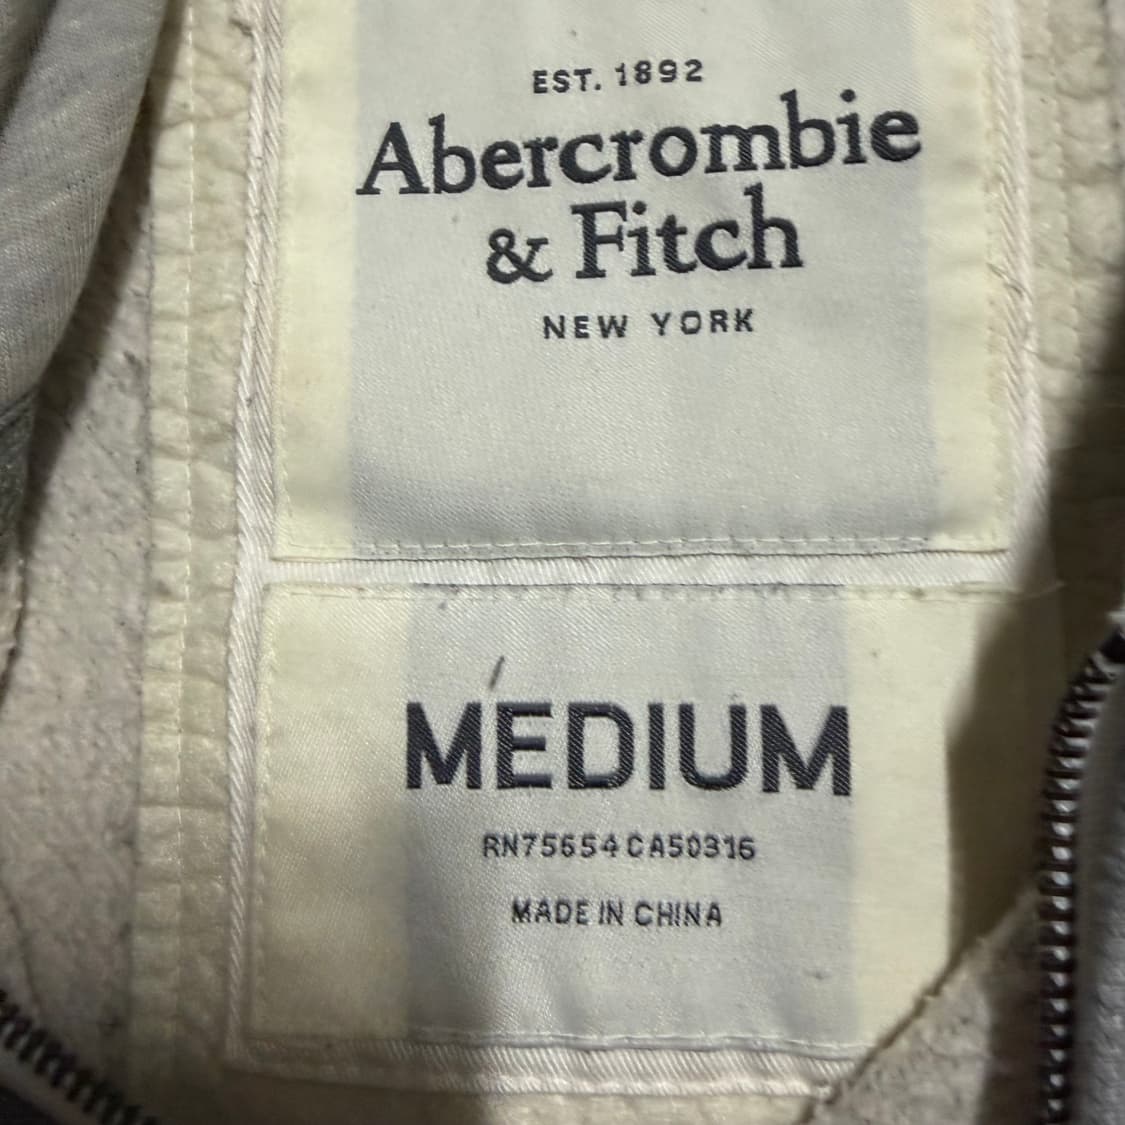 EST. 1892
Abercrombie
& Fitch
NEW YORK
MEDIUM
RN75654 CA50316
MADE IN CHINA